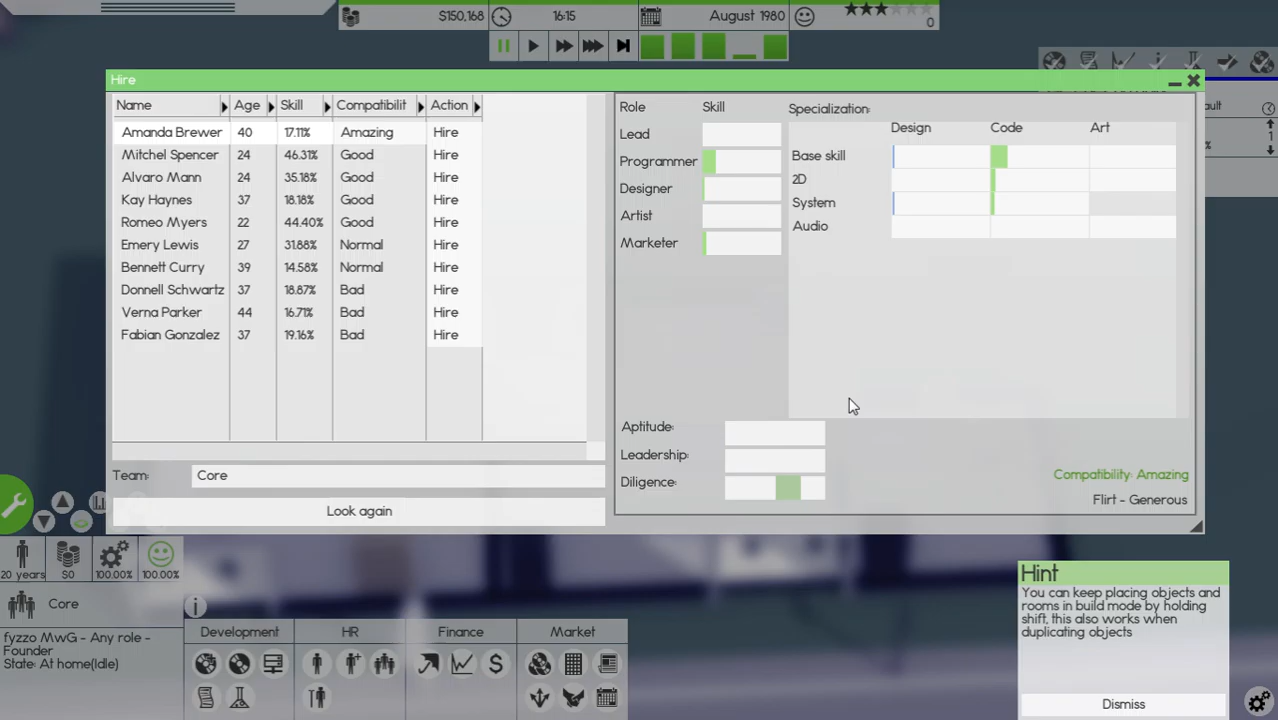 $150,168
16:15
August 1980
0
Hire
Name Age Skill Compatibilit Action
Amanda Brewer 40 17.11% Amazing Hire
Mitchel Spencer 24 46.31% Good Hire
Alvaro Mann 24 35.18% Good Hire
Kay Haynes 37 18.18% Good Hire
Romeo Myers 22 44.40% Good Hire
Emery Lewis 27 31.88% Normal Hire
Bennett Curry 39 14.58% Normal Hire
Donnell Schwartz 37 18.87% Bad Hire
Verna Parker 44 16.71% Bad Hire
Fabian Gonzalez 37 19.16% Bad Hire
Team: Core
Look again
Role Skill
Lead
Programmer
Designer
Artist
Marketer
Specialization:
Design Code Art
Base skill
2D
System
Audio
Aptitude:
Leadership:
Diligence:
Compatibility: Amazing
Flirt - Generous
ault
1
%
20 years $0 100.00% 100.00%
Core
fyzzo MwG - Any role -
Founder
State: At home(Idle)
Development HR Finance Market
Hint
You can keep placing objects and
rooms in build mode by holding
shift, this also works when
duplicating objects
Dismiss